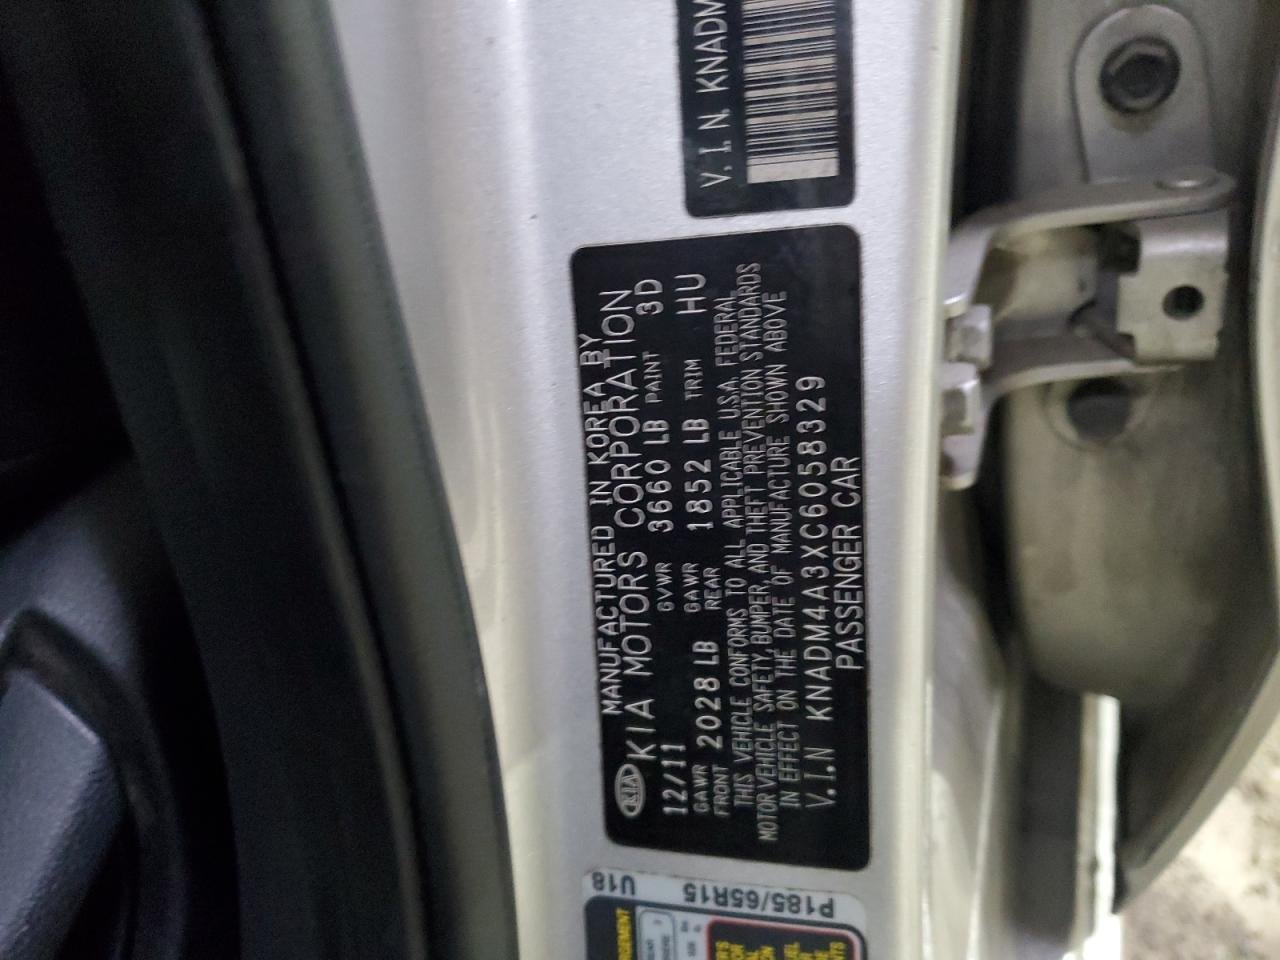 V.I.N. KNADM
MANUFACTURED IN KOREA BY
KIA KIA MOTORS CORPORATION
12/11 GVWR 3660 LB PAINT 3D
GAWR FRONT 2028 LB GAWR REAR 1852 LB TRIM HU
THIS VEHICLE CONFORMS TO ALL APPLICABLE U.S.A. FEDERAL
MOTOR VEHICLE SAFETY, BUMPER, AND THEFT PREVENTION STANDARDS
IN EFFECT ON THE DATE OF MANUFACTURE SHOWN ABOVE
V.I.N KNADM4A3XC6058329
PASSENGER CAR
U18
P185/65R15